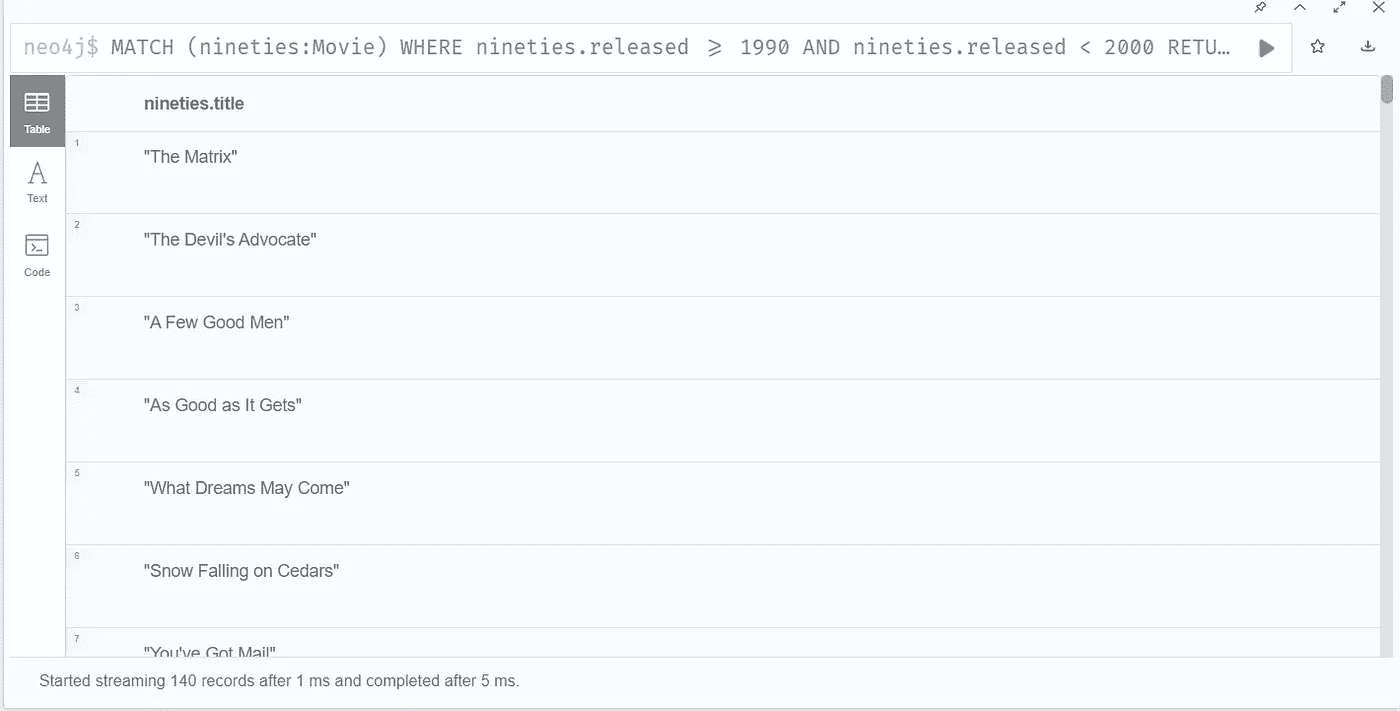 neo4j$ MATCH (nineties:Movie) WHERE nineties.released ⩾ 1990 AND nineties.released < 2000 RETU…
Table
nineties.title
1
"The Matrix"
Text
2
"The Devil's Advocate"
Code
3
"A Few Good Men"
4
"As Good as It Gets"
5
"What Dreams May Come"
6
"Snow Falling on Cedars"
7
"You've Got Mail"
Started streaming 140 records after 1 ms and completed after 5 ms.